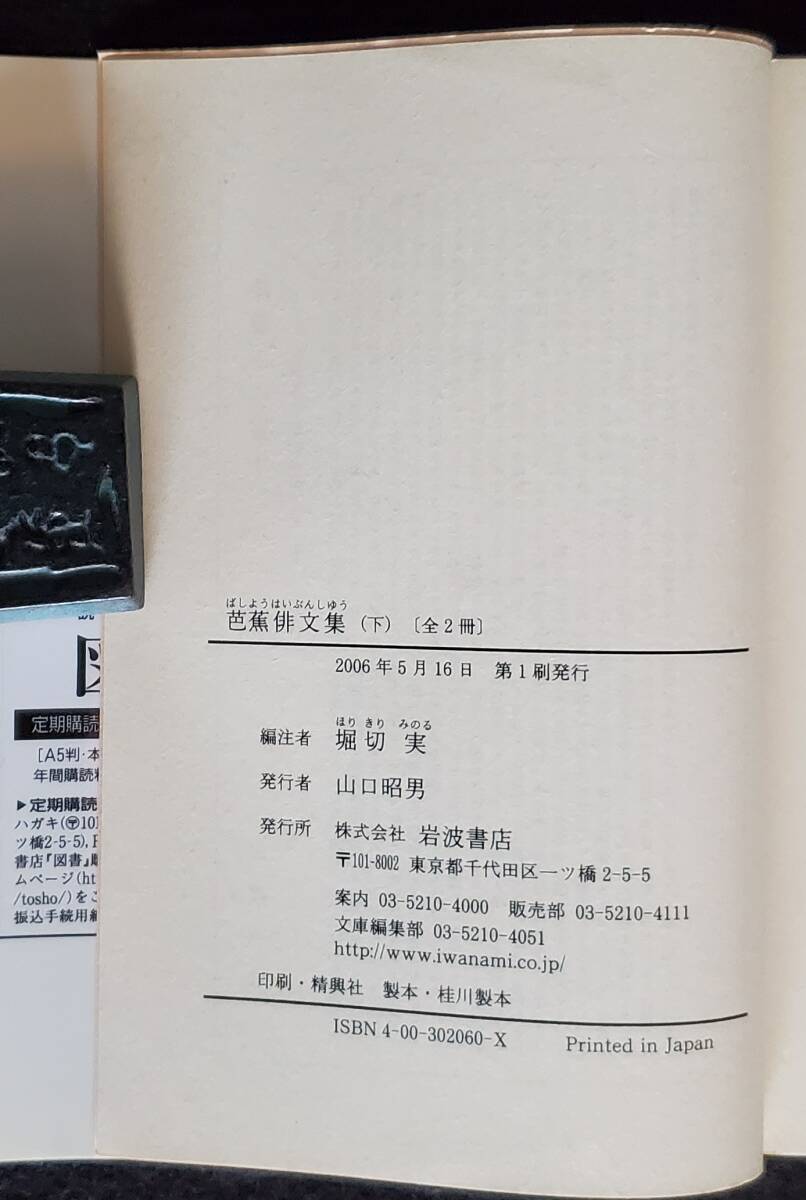 ばしようはいぶんしゆう
芭蕉俳文集（下）〔全2冊〕
2006年5月16日　第1刷発行
ほり きり　みのる
編注者　堀切　実
発行者　山口昭男
発行所　株式会社 岩波書店
〒101-8002 東京都千代田区一ツ橋2-5-5
案内 03-5210-4000　販売部 03-5210-4111
文庫編集部 03-5210-4051
http://www.iwanami.co.jp/
印刷・精興社　製本・桂川製本
ISBN 4-00-302060-X　Printed in Japan
定期購読
［A5判・本
年間購読料
▶定期購読
ハガキ(〒101
ツ橋2-5-5), F
書店『図書』購
ムページ(ht
/tosho/)をご
振込手続用紙